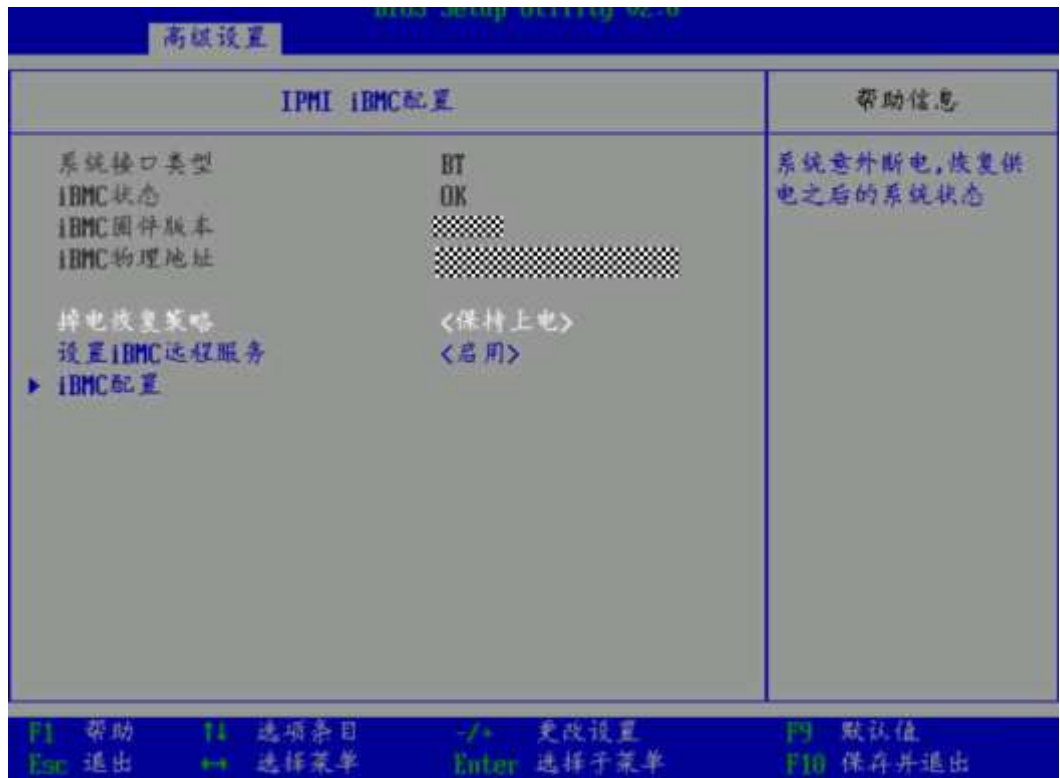 BIOS Setup Utility V2.0
高级设置
IPMI iBMC配置
帮助信息
系统接口类型 BT
iBMC状态 OK
iBMC固件版本
iBMC物理地址
掉电恢复策略 <保持上电>
设置iBMC远程服务 <启用>
iBMC配置
系统意外断电,恢复供
电之后的系统状态
F1 帮助 ↑↓ 选项条目 -/+ 更改设置 F9 默认值
Esc 退出 ↔ 选择菜单 Enter 选择子菜单 F10 保存并退出